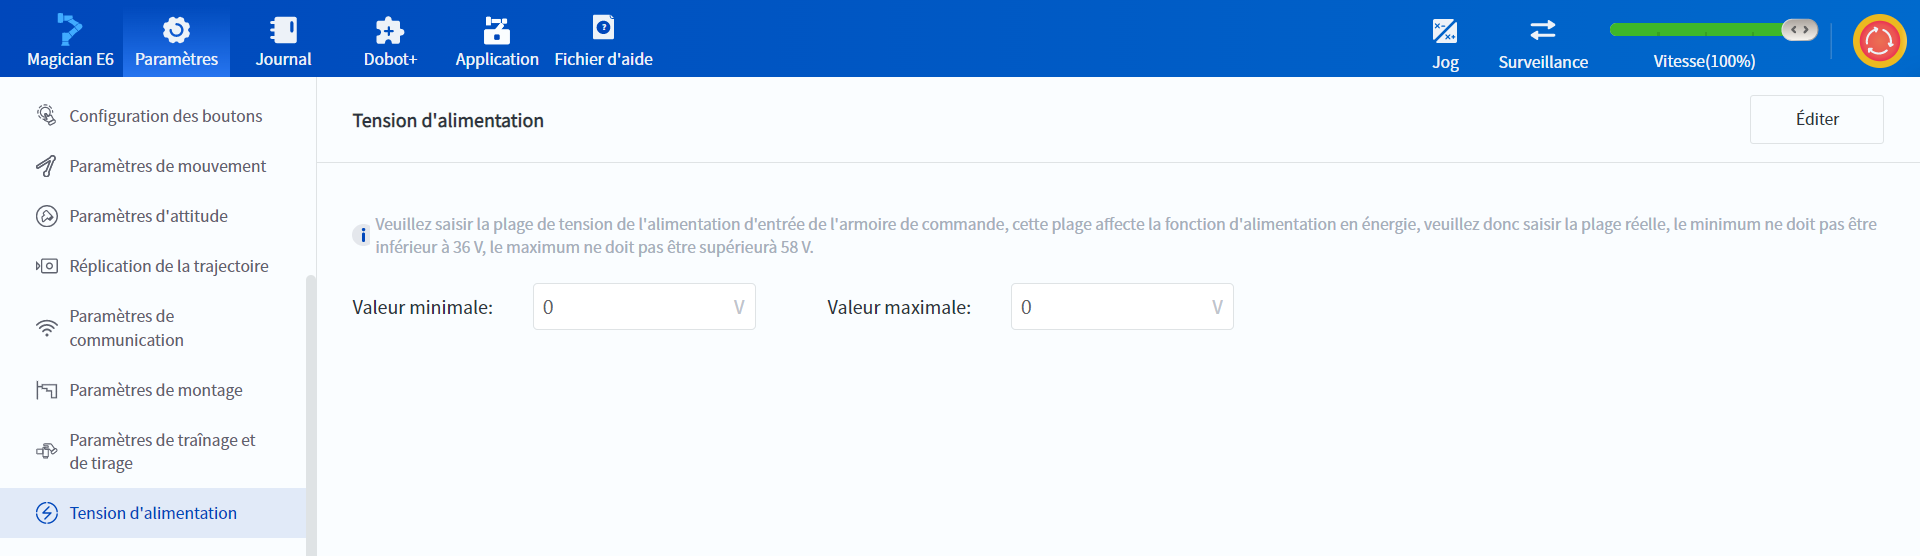 Magician E6
Paramètres
Journal
Dobot+
Application
Fichier d'aide
Jog
Surveillance
Vitesse(100%)
Configuration des boutons
Paramètres de mouvement
Paramètres d'attitude
Réplication de la trajectoire
Paramètres de
communication
Paramètres de montage
Paramètres de traînage et
de tirage
Tension d'alimentation
Tension d'alimentation
Éditer
Veuillez saisir la plage de tension de l'alimentation d'entrée de l'armoire de commande, cette plage affecte la fonction d'alimentation en énergie, veuillez donc saisir la plage réelle, le minimum ne doit pas être
inférieur à 36 V, le maximum ne doit pas être supérieurà 58 V.
Valeur minimale: 0 V
Valeur maximale: 0 V